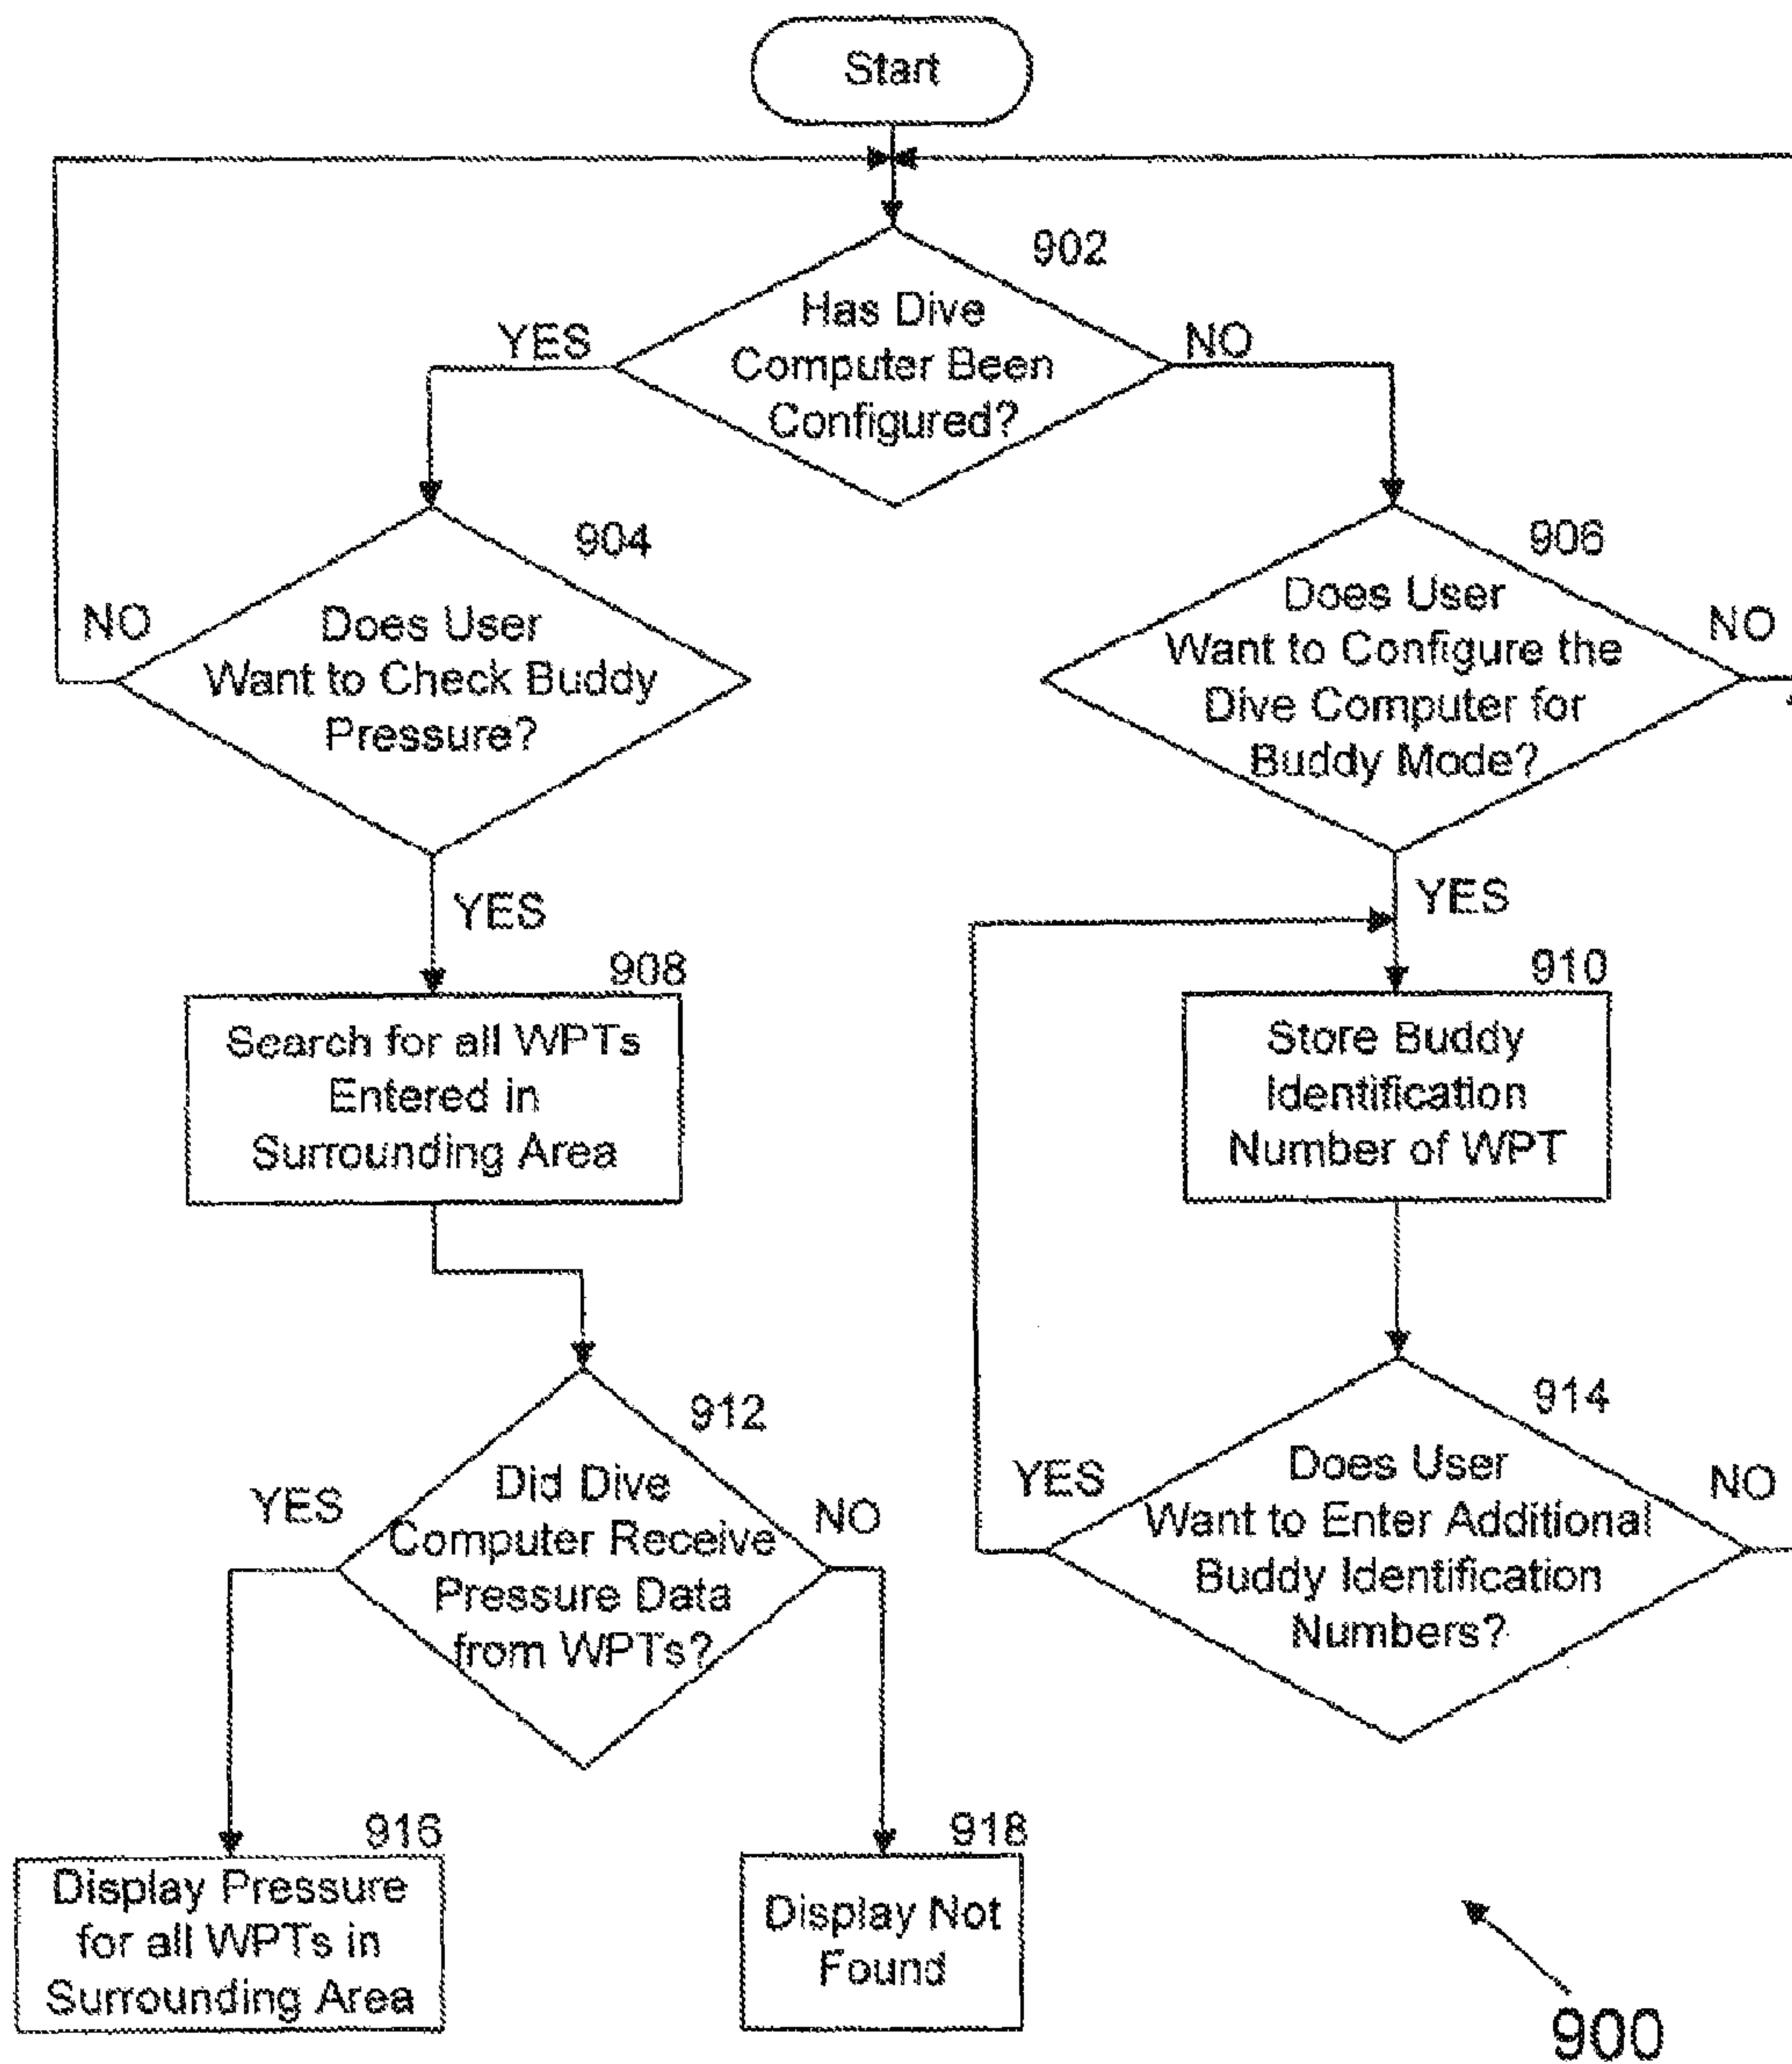 Start
902
Has Dive
Computer Been
Configured?
YES
NO
904
Does User
Want to Check Buddy
Pressure?
NO
906
Does User
Want to Configure the
Dive Computer for
Buddy Mode?
NO
YES
YES
908
Search for all WPTs
Entered in
Surrounding Area
910
Store Buddy
Identification
Number of WPT
912
Did Dive
Computer Receive
Pressure Data
from WPTs?
YES
NO
914
Does User
Want to Enter Additional
Buddy Identification
Numbers?
YES
NO
916
Display Pressure
for all WPTs in
Surrounding Area
918
Display Not
Found
900